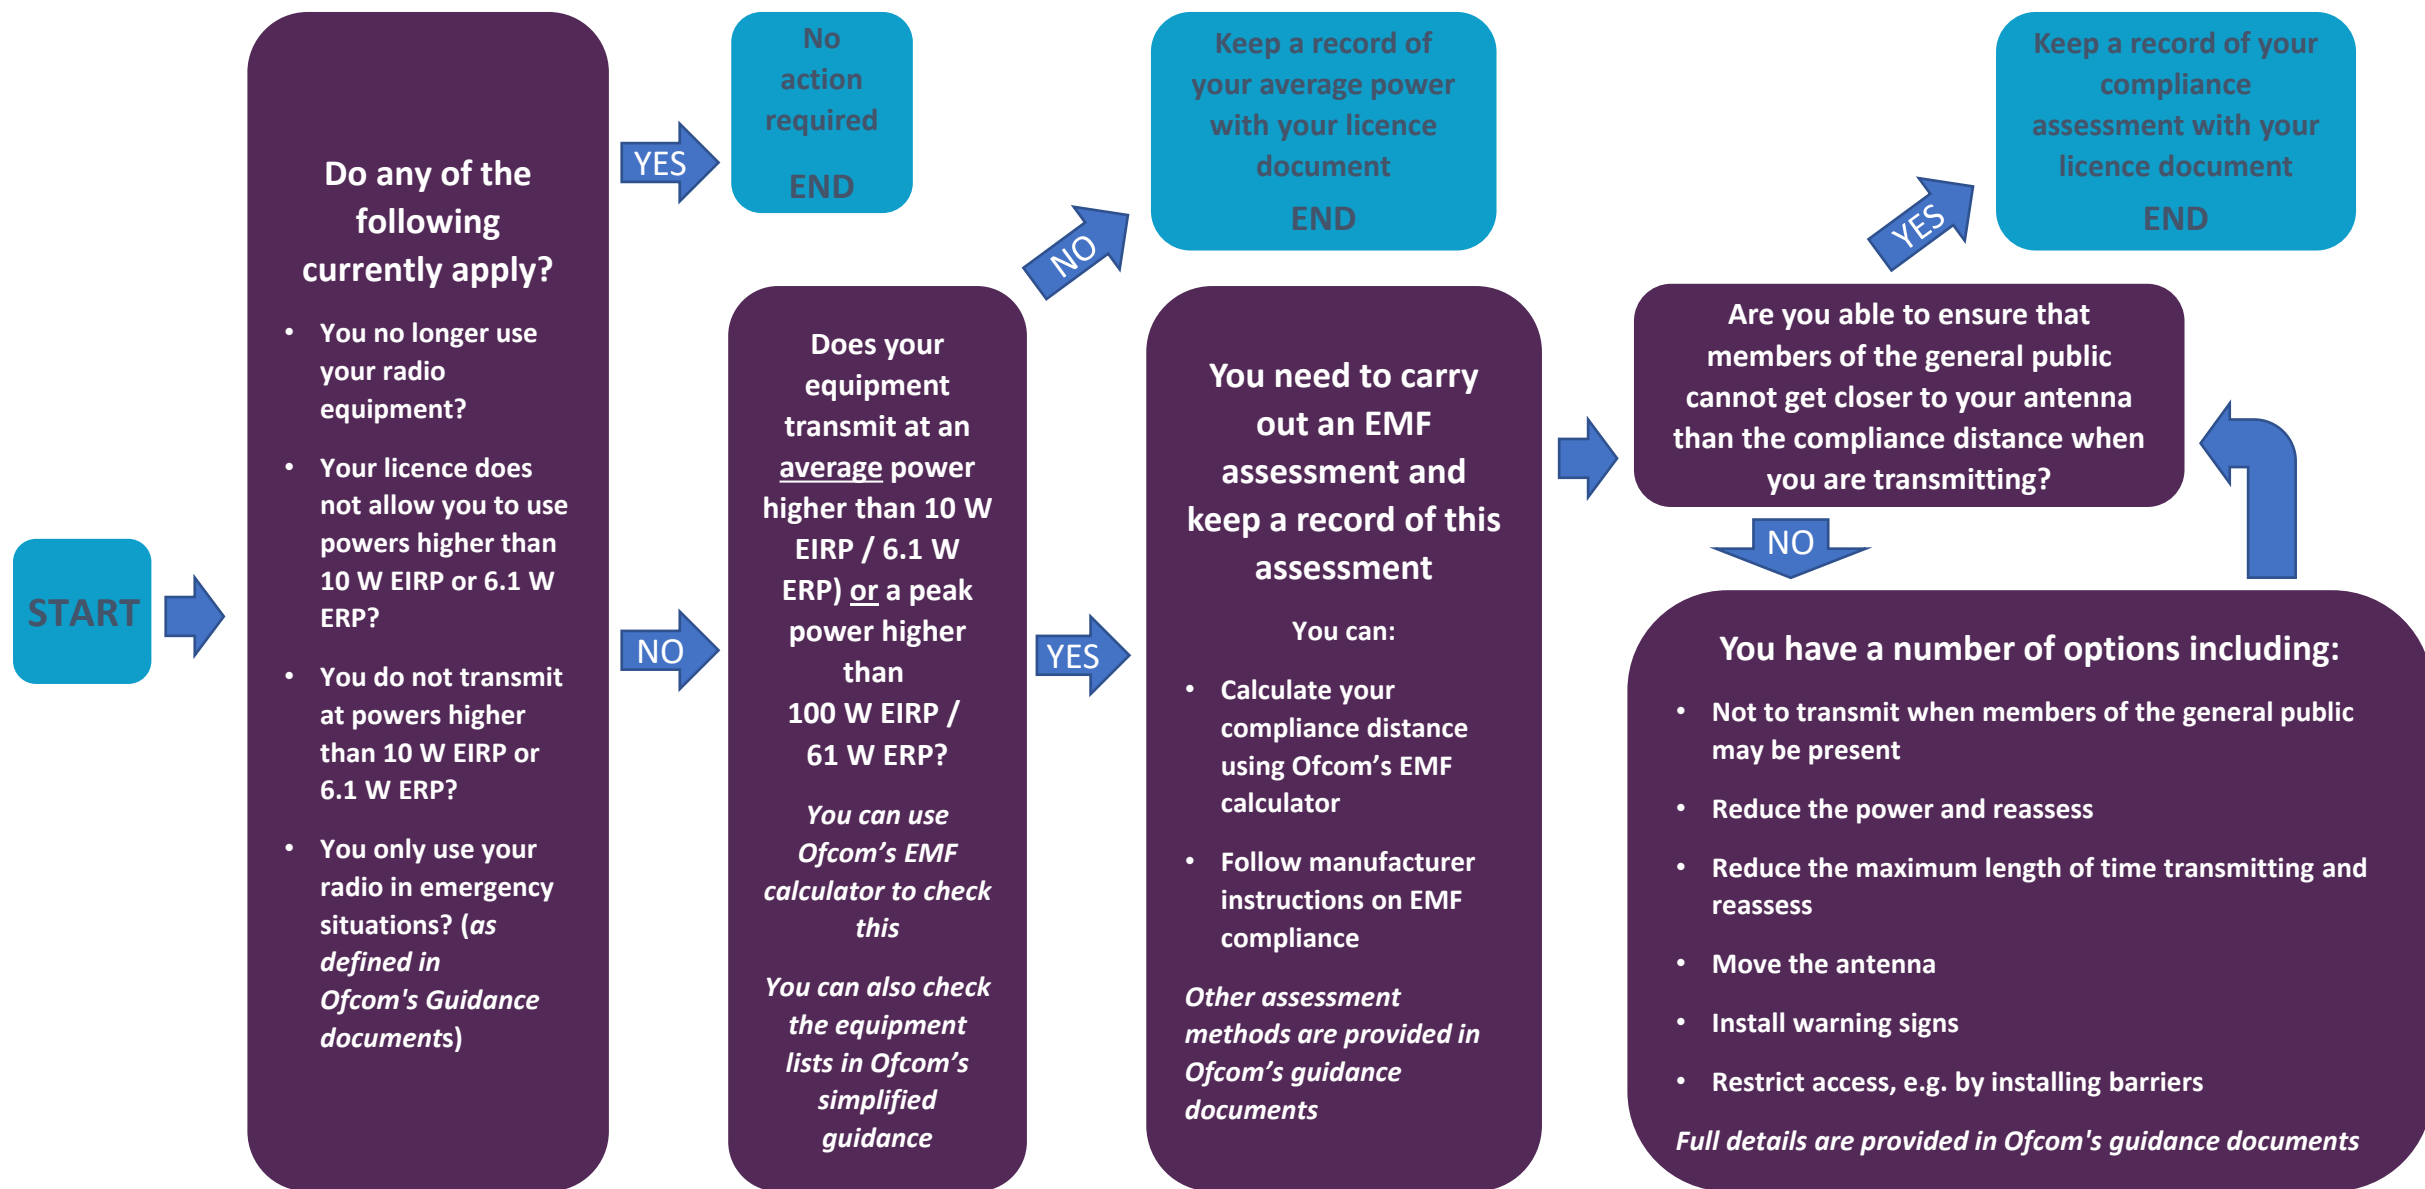 START
Do any of the
following
currently apply?
• You no longer use
your radio
equipment?
• Your licence does
not allow you to use
powers higher than
10 W EIRP or 6.1 W
ERP?
• You do not transmit
at powers higher
than 10 W EIRP or
6.1 W ERP?
• You only use your
radio in emergency
situations? (as
defined in
Ofcom's Guidance
documents)
YES
No
action
required
END
NO
Does your
equipment
transmit at an
average power
higher than 10 W
EIRP / 6.1 W
ERP) or a peak
power higher
than
100 W EIRP /
61 W ERP?
You can use
Ofcom’s EMF
calculator to check
this
You can also check
the equipment
lists in Ofcom’s
simplified
guidance
NO
Keep a record of
your average power
with your licence
document
END
YES
You need to carry
out an EMF
assessment and
keep a record of this
assessment
You can:
• Calculate your
compliance distance
using Ofcom’s EMF
calculator
• Follow manufacturer
instructions on EMF
compliance
Other assessment
methods are provided in
Ofcom’s guidance
documents
Are you able to ensure that
members of the general public
cannot get closer to your antenna
than the compliance distance when
you are transmitting?
YES
Keep a record of your
compliance
assessment with your
licence document
END
NO
You have a number of options including:
• Not to transmit when members of the general public
may be present
• Reduce the power and reassess
• Reduce the maximum length of time transmitting and
reassess
• Move the antenna
• Install warning signs
• Restrict access, e.g. by installing barriers
Full details are provided in Ofcom's guidance documents